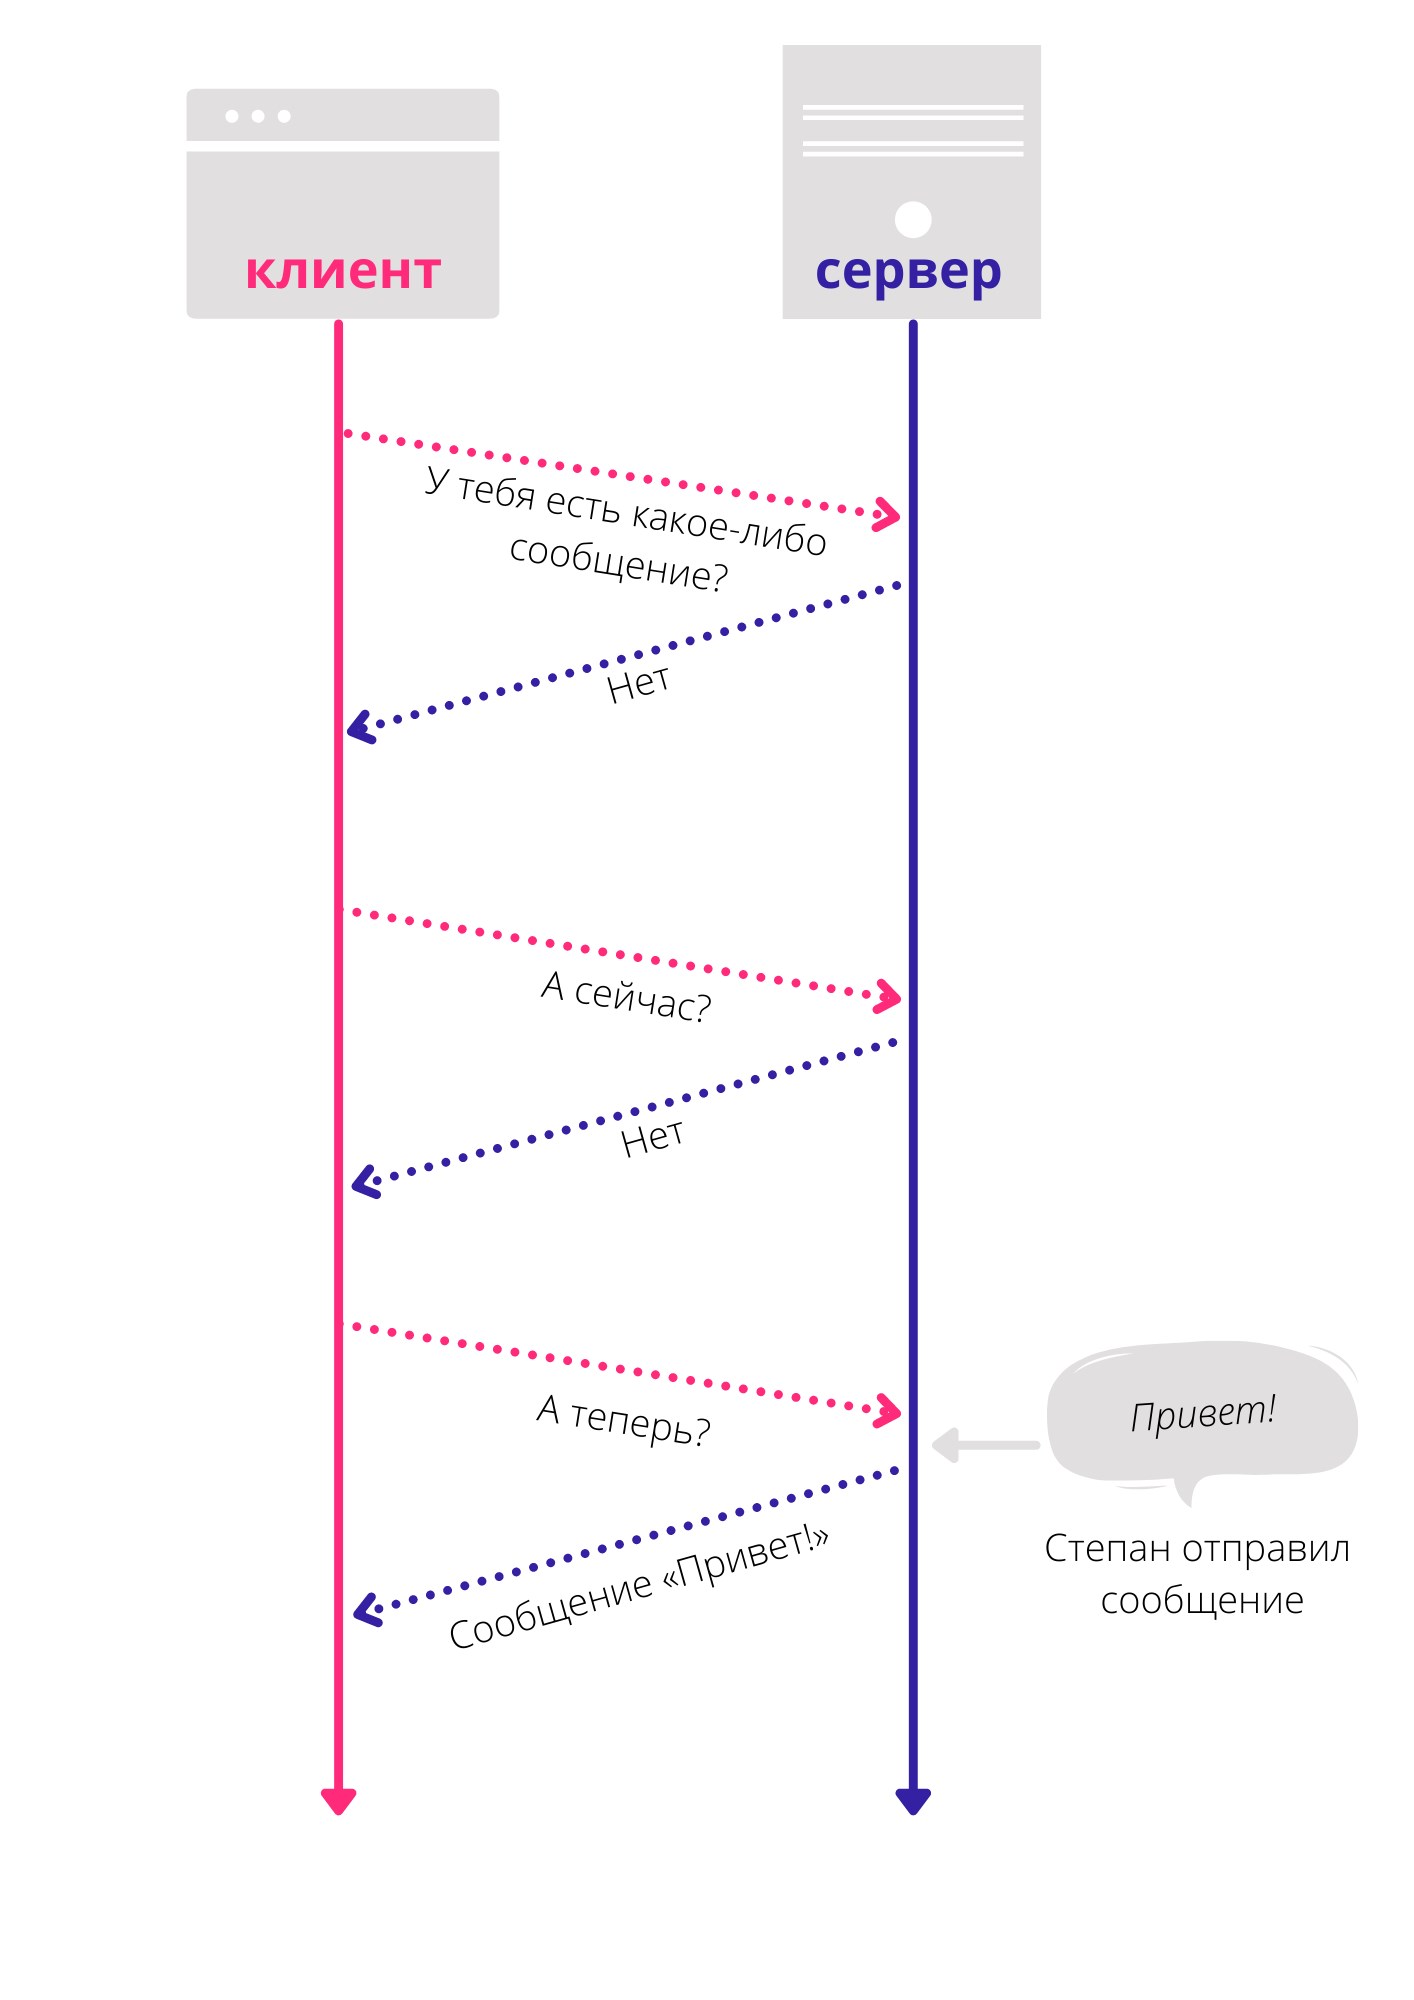 клиент
сервер
У тебя есть какое-либо
сообщение?
Нет
А сейчас?
Нет
А теперь?
Привет!
Сообщение «Привет!»
Степан отправил
сообщение